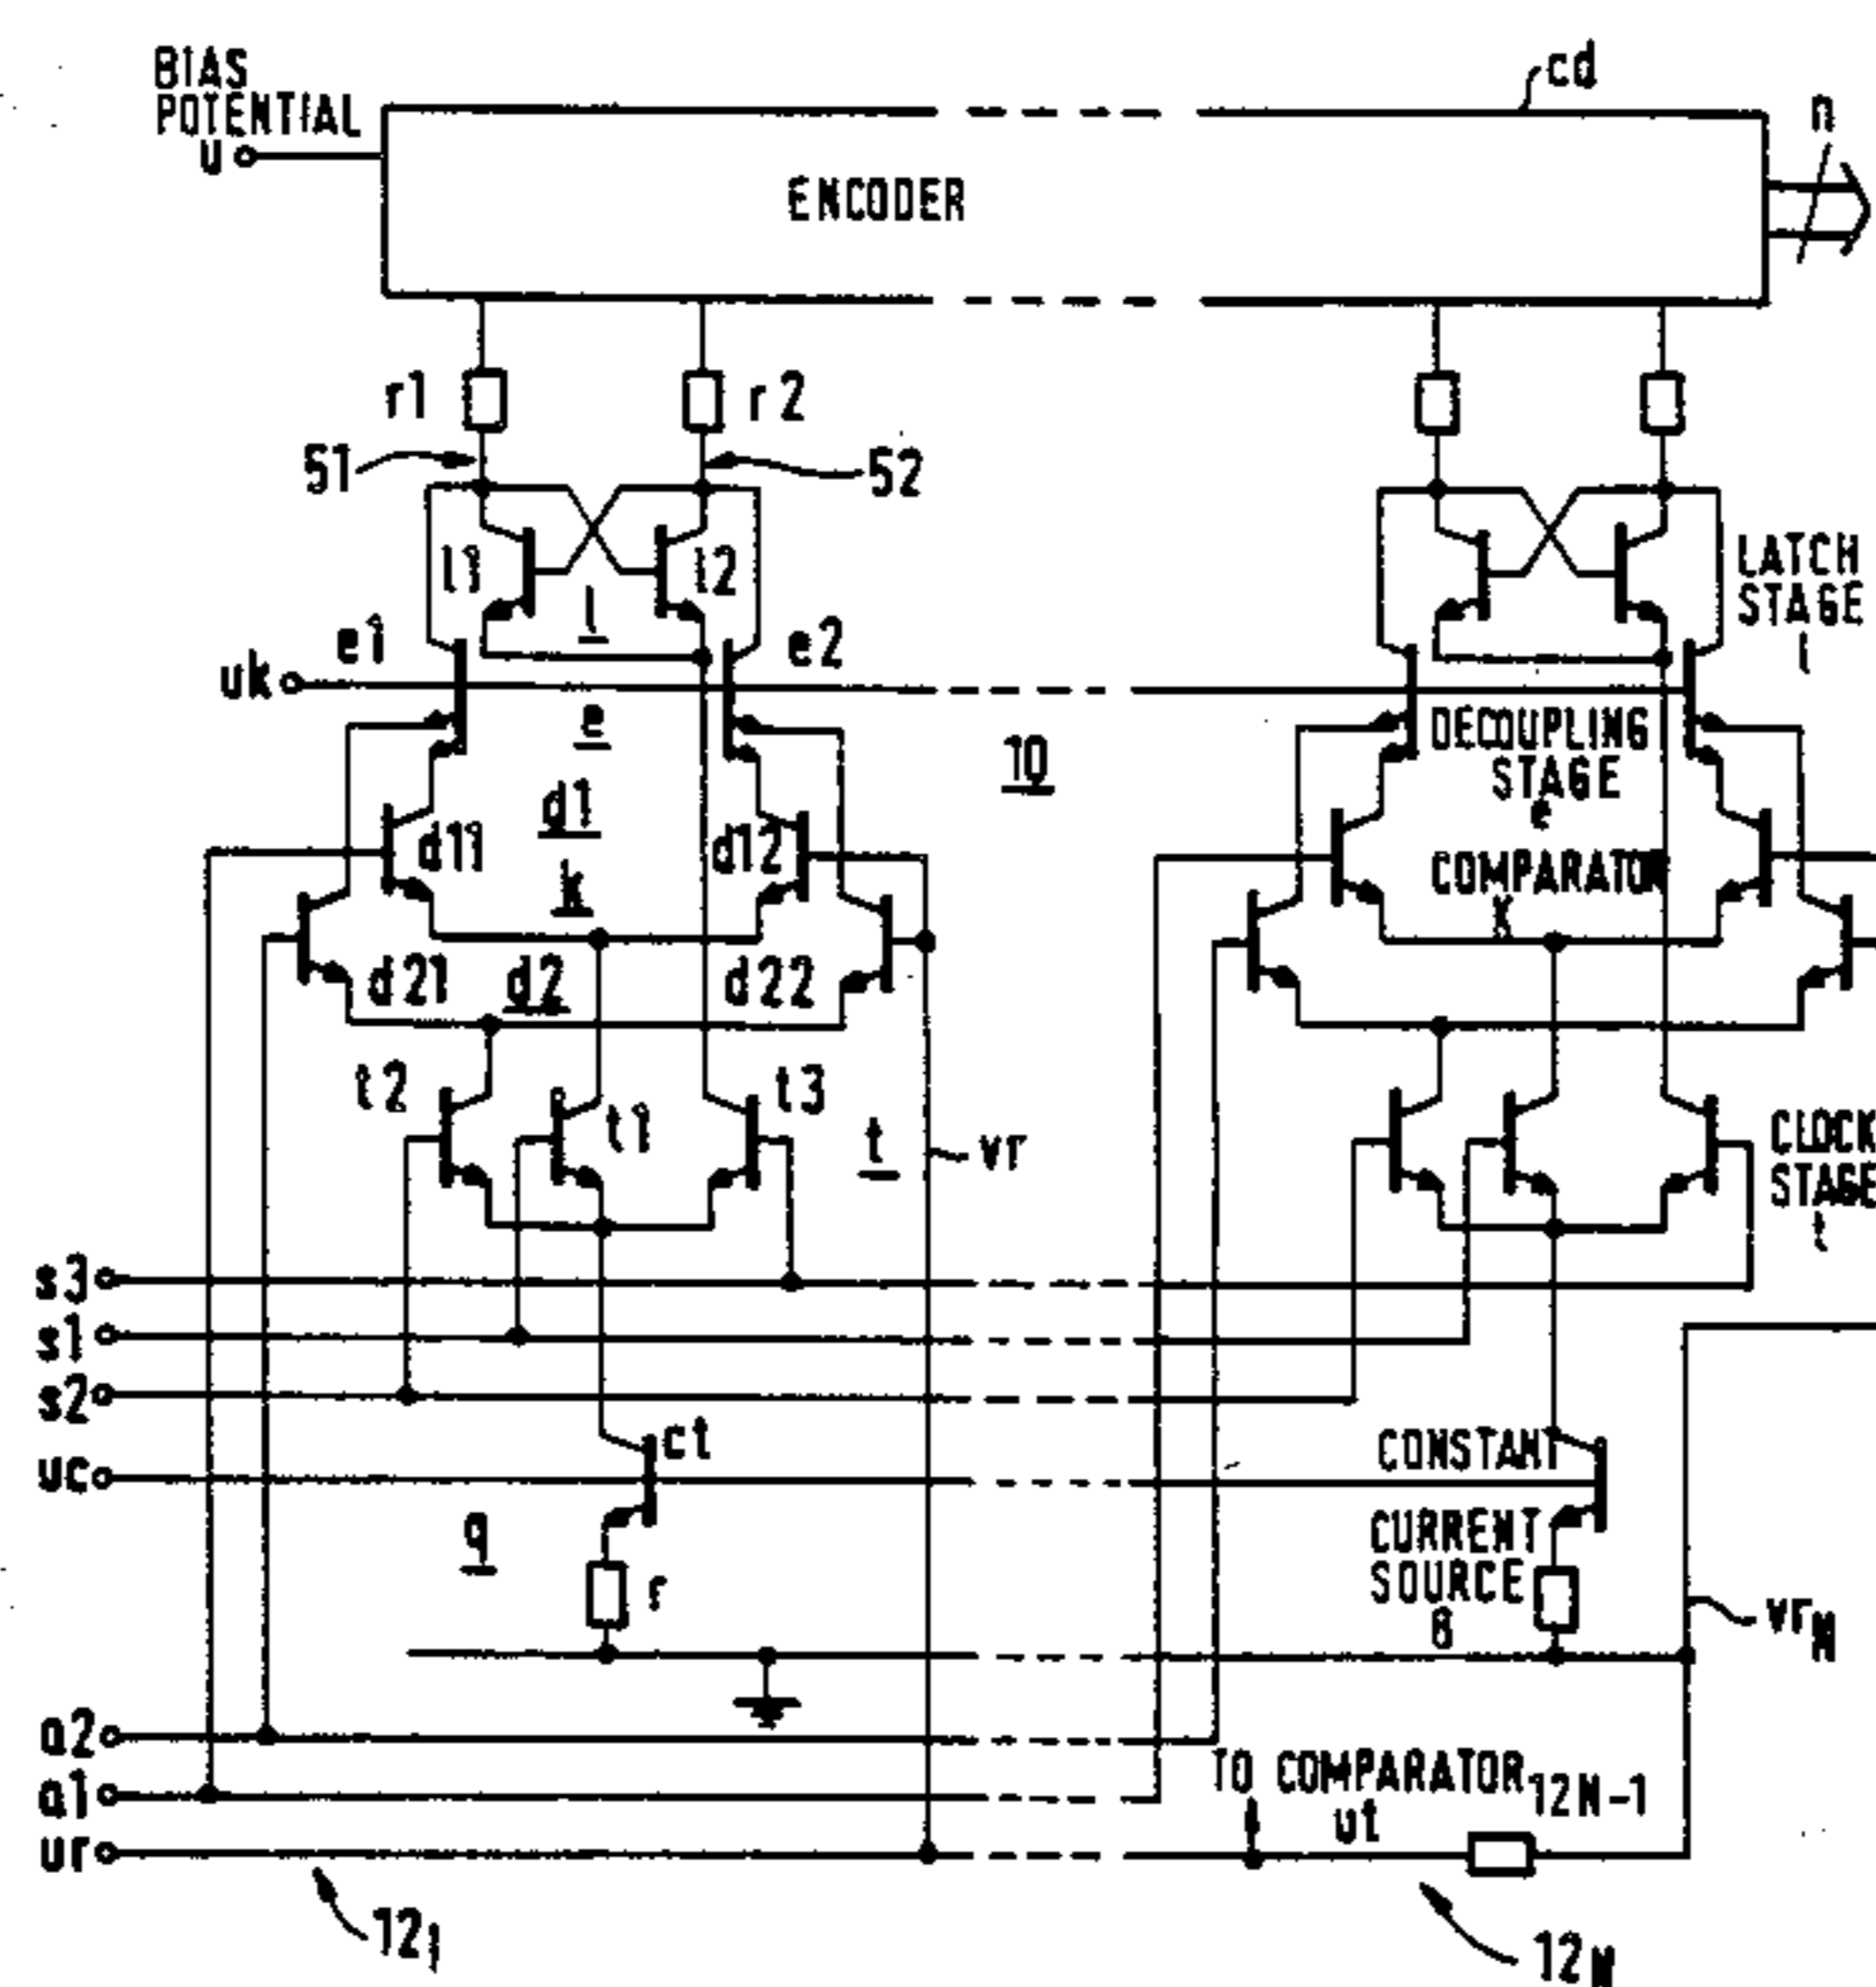 BIAS
POTENTIAL
u
cd
n
ENCODER
r1
r2
51
52
l1
l2
l
LATCH
STAGE
l
e1
e2
uk
e
DECOUPLING
STAGE
e
10
d1
d11
d12
k
COMPARATOR
K
d21
d2
d22
t2
t1
t3
t
vr
CLOCK
STAGE
t
s3
s1
s2
ct
uc
CONSTANT
CURRENT
SOURCE
8
q
r
vrN
a2
a1
ur
TO COMPARATOR 12N-1
ut
121
12N